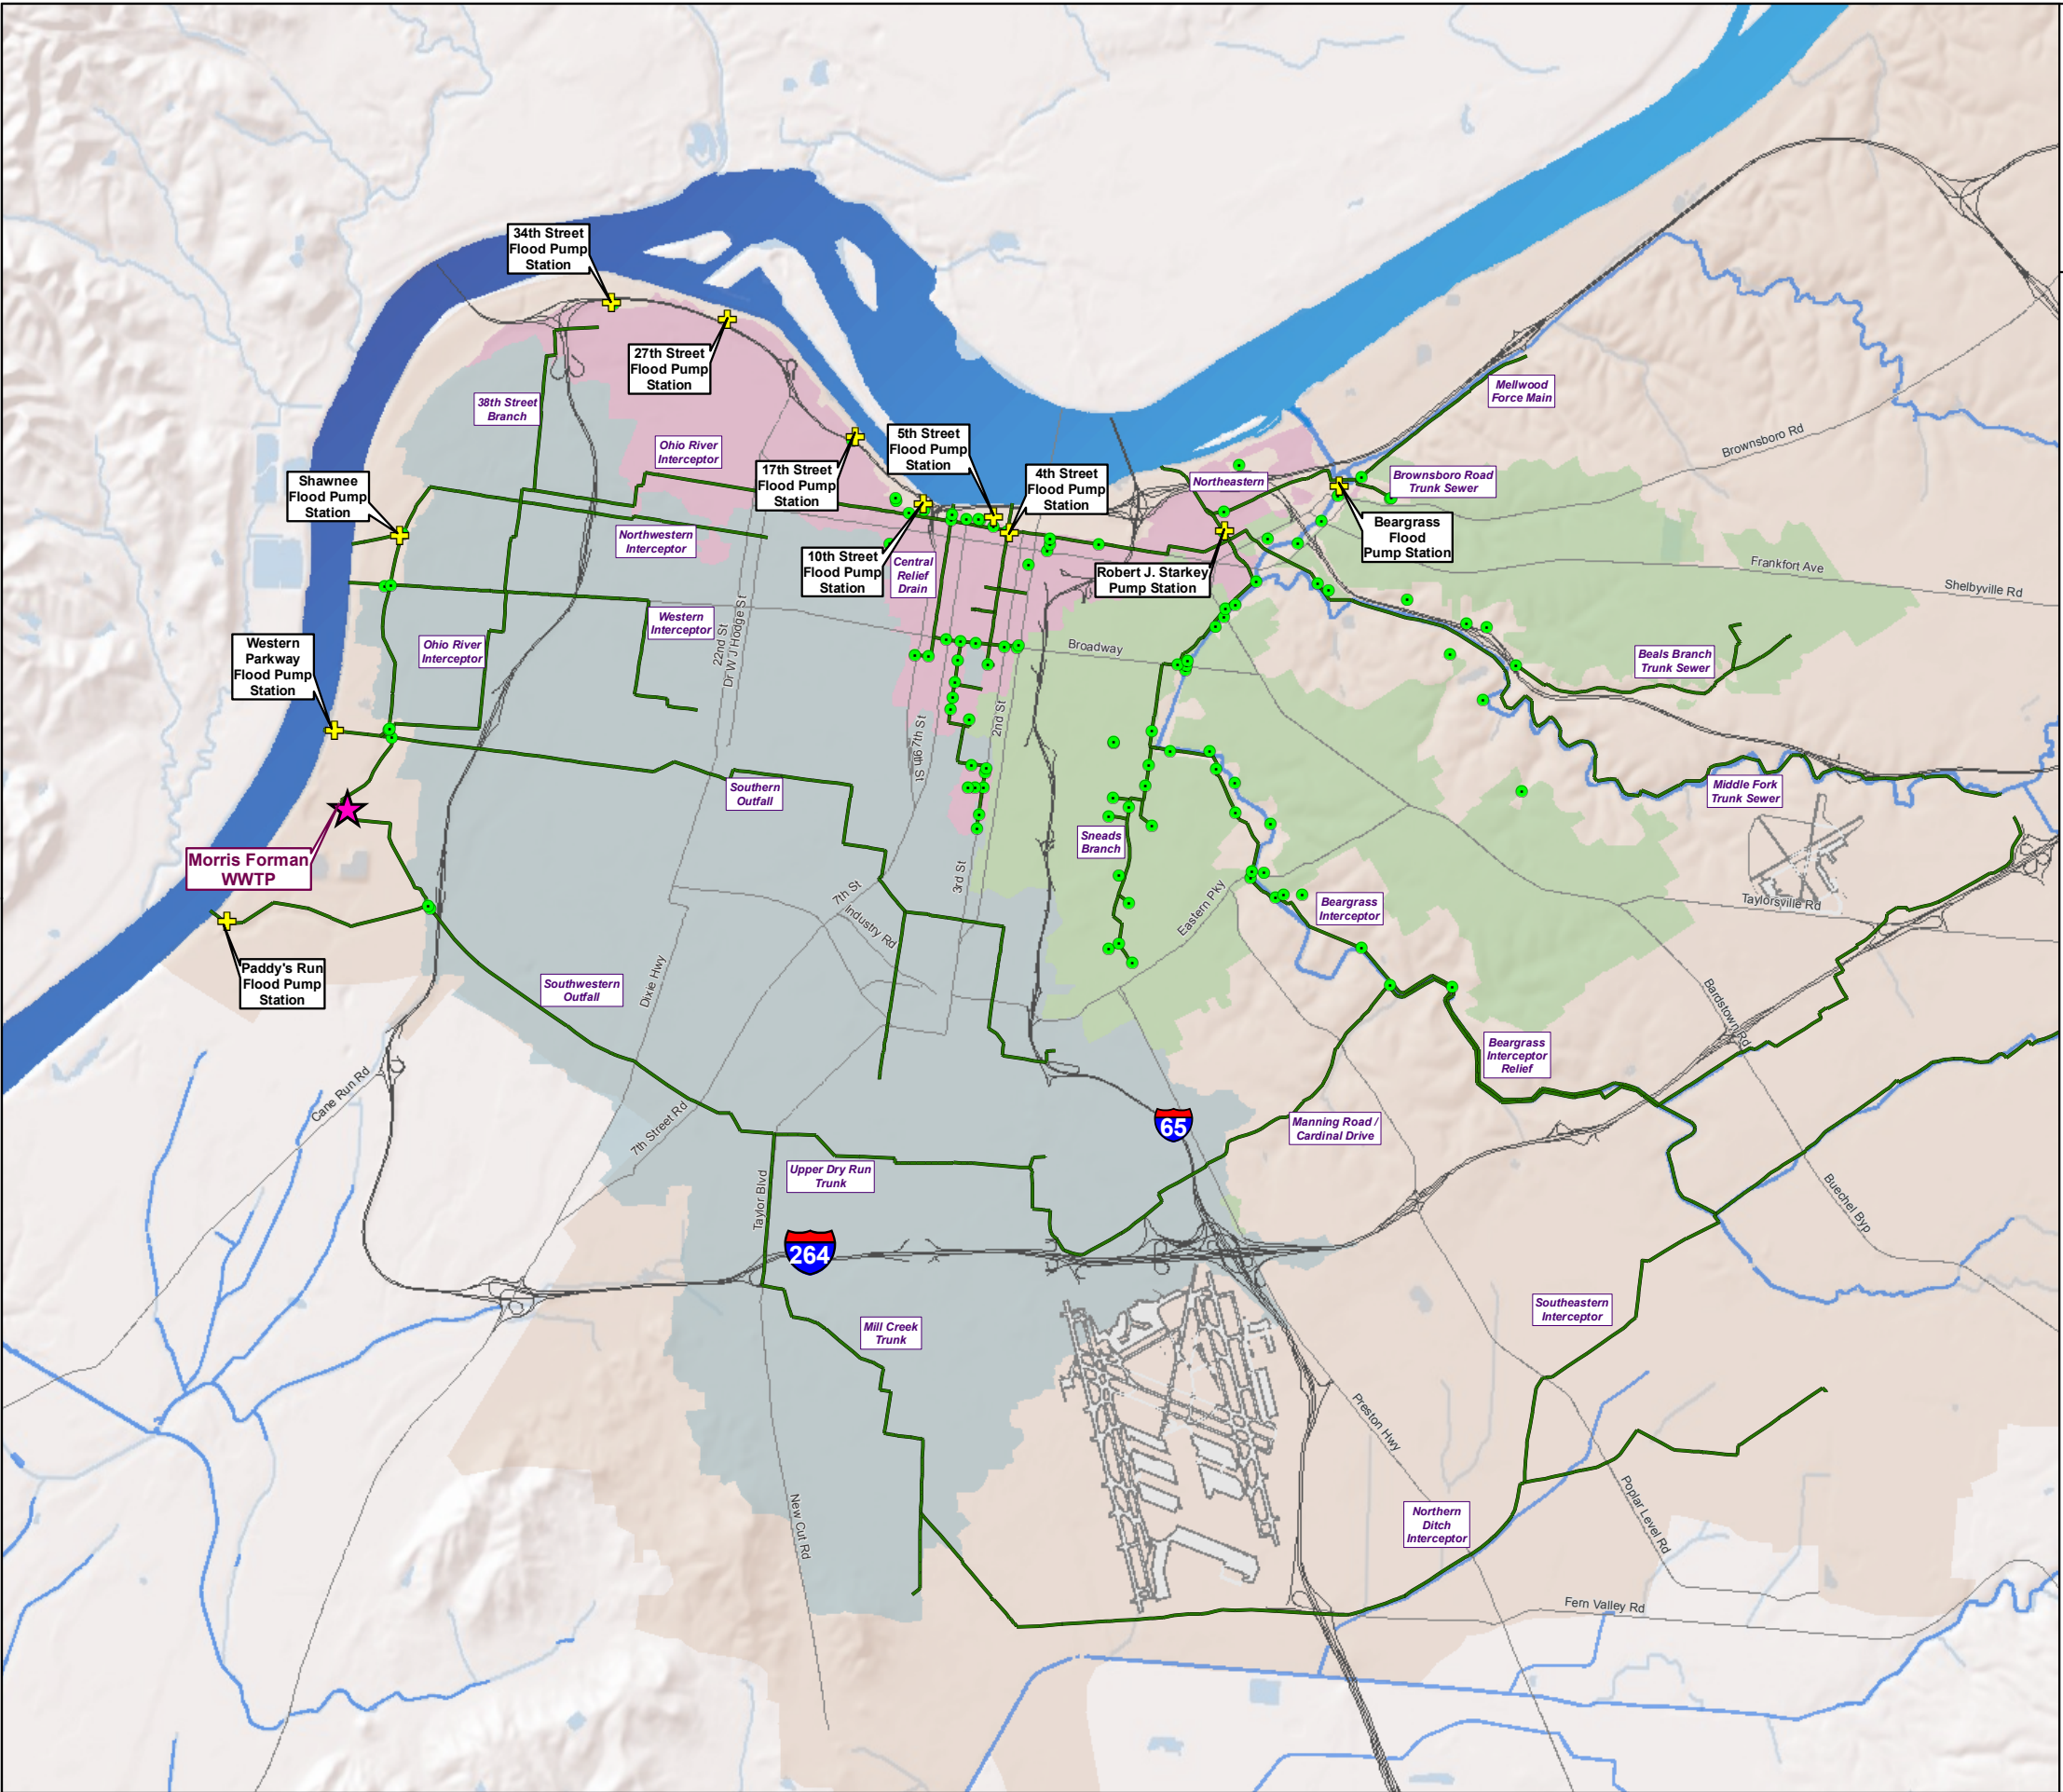 34th Street
Flood Pump
Station
27th Street
Flood Pump
Station
38th Street
Branch
Mellwood
Force Main
Ohio River
Interceptor
17th Street
Flood Pump
Station
5th Street
Flood Pump
Station
4th Street
Flood Pump
Station
Northeastern
Brownsboro Road
Trunk Sewer
Brownsboro Rd
Shawnee
Flood Pump
Station
Northwestern
Interceptor
10th Street
Flood Pump
Station
Central
Relief
Drain
Robert J. Starkey
Pump Station
Beargrass
Flood
Pump Station
Frankfort Ave
Shelbyville Rd
Western
Parkway
Flood Pump
Station
Ohio River
Interceptor
Western
Interceptor
22nd St
Dr W J Hodge St
Broadway
Beals Branch
Trunk Sewer
South 67th St
2nd St
Southern
Outfall
Middle Fork
Trunk Sewer
Morris Forman
WWTP
Sneads
Branch
3rd St
7th St
Industry Rd
Eastern Pky
Beargrass
Interceptor
Taylorsville Rd
Paddy's Run
Flood Pump
Station
Southwestern
Outfall
Dixie Hwy
Bardstown Rd
Beargrass
Interceptor
Relief
Cane Run Rd
7th Street Rd
65
Manning Road /
Cardinal Drive
Upper Dry Run
Trunk
Taylor Blvd
Buechel Byp
264
Mill Creek
Trunk
Southeastern
Interceptor
Preston Hwy
New Cut Rd
Northern
Ditch
Interceptor
Poplar Level Rd
Fern Valley Rd